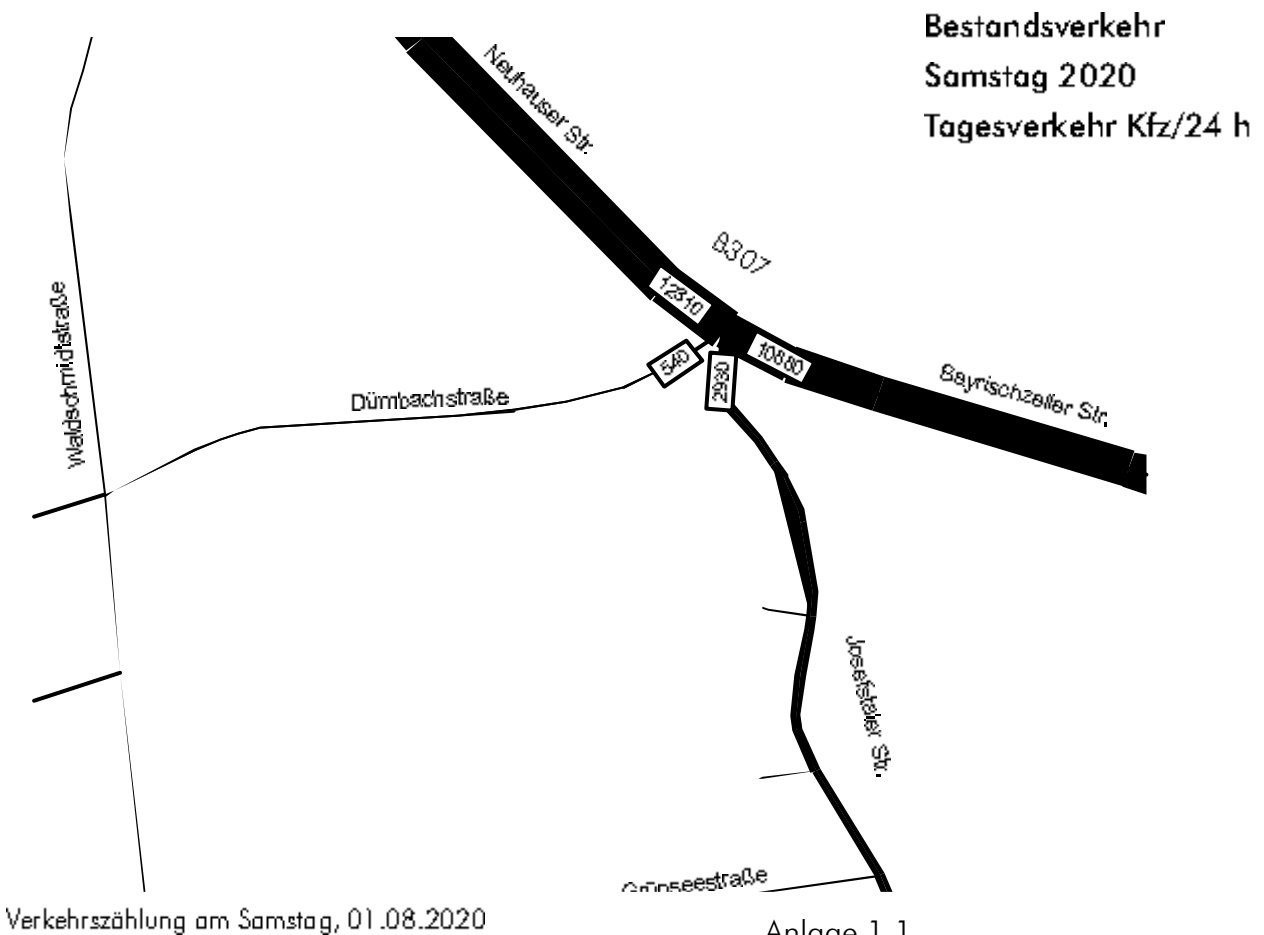 Bestandsverkehr
Samstag 2020
Tagesverkehr Kfz/24 h
Neuhauser Str.
B307
12310
10880
540
2930
Bayrischzeller Str.
Waldschmidtstraße
Dürnbachstraße
Josefstaler Str.
Grünseestraße
Verkehrszählung am Samstag, 01.08.2020
Anlage 1.1